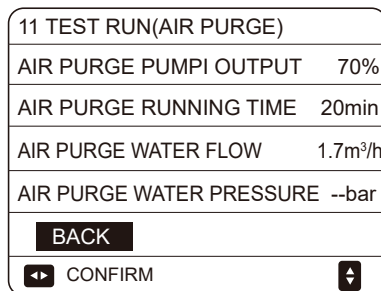 11 TEST RUN(AIR PURGE)
AIR PURGE PUMPI OUTPUT 70%
AIR PURGE RUNNING TIME 20min
AIR PURGE WATER FLOW 1.7m³/h
AIR PURGE WATER PRESSURE --bar
BACK
CONFIRM